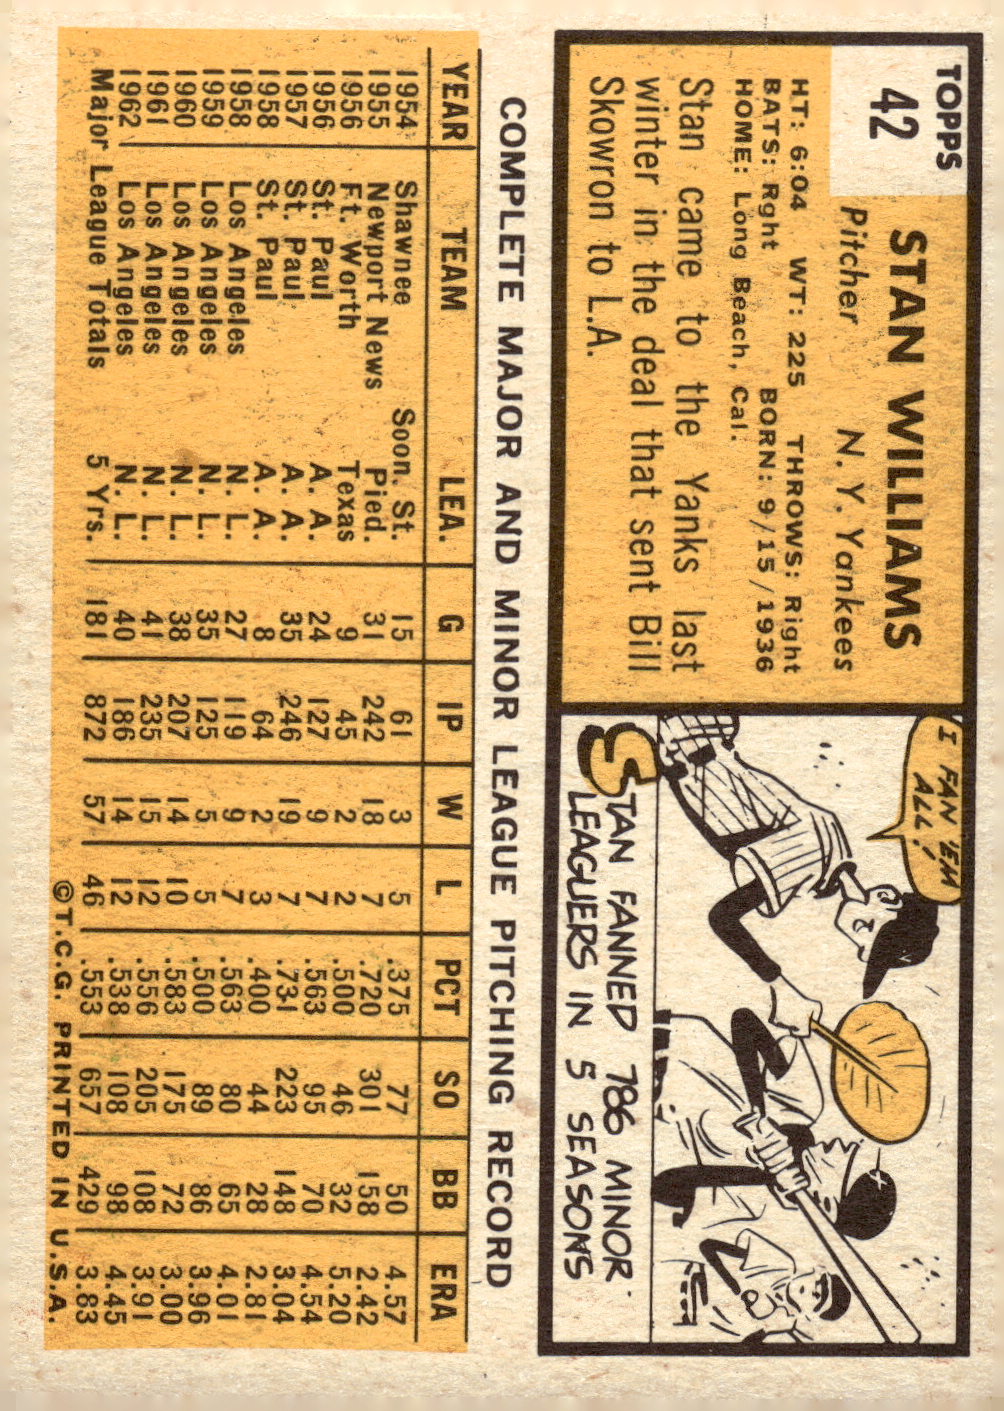 TOPPS
42
STAN WILLIAMS
Pitcher N. Y. Yankees
HT: 6:04 WT: 225 THROWS: Right
BATS: Rght BORN: 9/15/1936
HOME: Long Beach, Cal.
Stan came to the Yanks last
winter in the deal that sent Bill
Skowron to L.A.
I FAN 'EM
ALL!
STAN FANNED 786 MINOR
LEAGUERS IN 5 SEASONS
COMPLETE MAJOR AND MINOR LEAGUE PITCHING RECORD
YEAR TEAM LEA. G IP W L PCT SO BB ERA
1954 Shawnee Soon. St. 15 61 3 5 .375 77 50 4.57
1955 Newport News Pied. 31 242 18 7 .720 301 158 2.42
1956 Ft. Worth Texas 9 45 2 2 .500 46 32 5.20
1956 St. Paul A. A. 24 127 9 7 .563 95 70 4.54
1957 St. Paul A. A. 35 246 19 7 .731 223 148 3.04
1958 St. Paul A. A. 8 64 2 3 .400 44 28 2.81
1958 Los Angeles N. L. 27 119 9 7 .563 80 65 4.01
1959 Los Angeles N. L. 35 125 5 5 .500 89 86 3.96
1960 Los Angeles N. L. 38 207 14 10 .583 175 72 3.00
1961 Los Angeles N. L. 41 235 15 12 .556 205 108 3.91
1962 Los Angeles N. L. 40 186 14 12 .538 108 98 4.45
Major League Totals 5 Yrs. 181 872 57 46 .553 657 429 3.83
©T.C.G. PRINTED IN U.S.A.